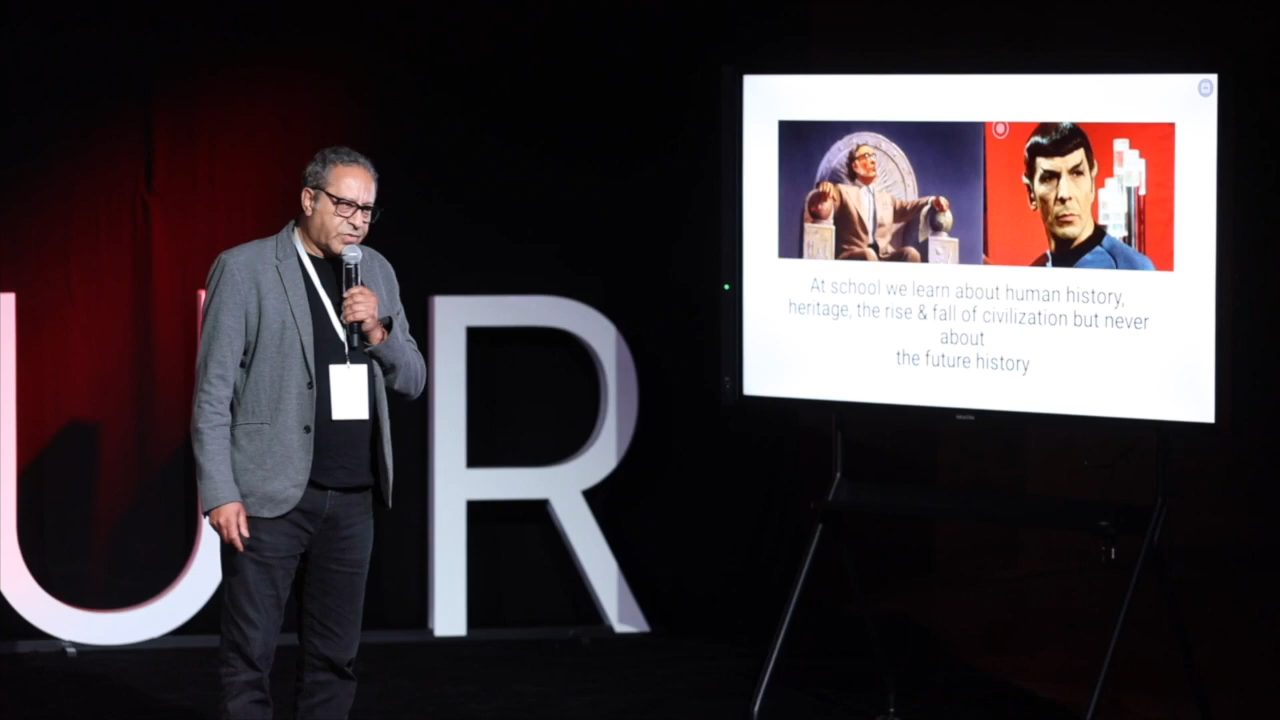 U R
At school we learn about human history,
heritage, the rise & fall of civilization but never
about
the future history